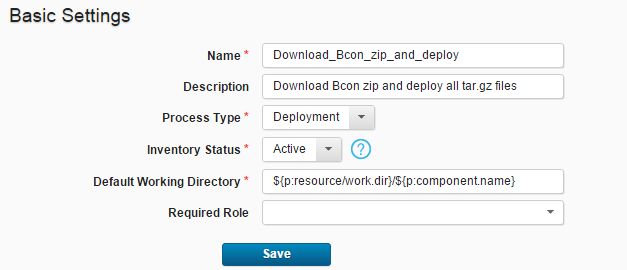 Basic Settings
Name * Download_Bcon_zip_and_deploy
Description Download Bcon zip and deploy all tar.gz files
Process Type * Deployment
Inventory Status * Active ?
Default Working Directory * ${p:resource/work.dir}/${p:component.name}
Required Role
Save